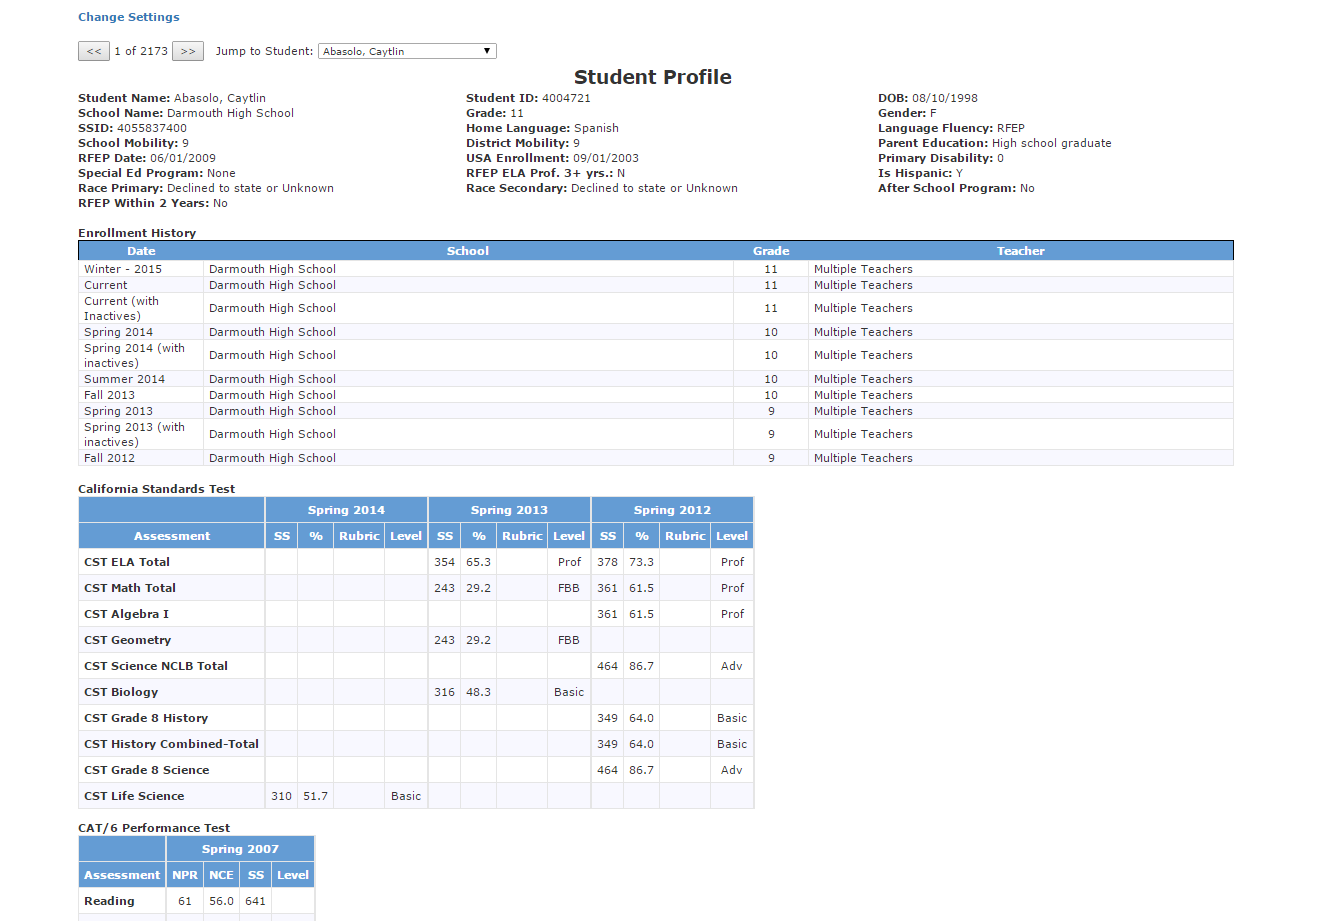 Change Settings
<< 1 of 2173 >> Jump to Student: Abasolo, Caytlin ▼
Student Profile
Student Name: Abasolo, Caytlin Student ID: 4004721 DOB: 08/10/1998
School Name: Darmouth High School Grade: 11 Gender: F
SSID: 4055837400 Home Language: Spanish Language Fluency: RFEP
School Mobility: 9 District Mobility: 9 Parent Education: High school graduate
RFEP Date: 06/01/2009 USA Enrollment: 09/01/2003 Primary Disability: 0
Special Ed Program: None RFEP ELA Prof. 3+ yrs.: N Is Hispanic: Y
Race Primary: Declined to state or Unknown Race Secondary: Declined to state or Unknown After School Program: No
RFEP Within 2 Years: No
Enrollment History
Date School Grade Teacher
Winter - 2015 Darmouth High School 11 Multiple Teachers
Current Darmouth High School 11 Multiple Teachers
Current (with
Inactives) Darmouth High School 11 Multiple Teachers
Spring 2014 Darmouth High School 10 Multiple Teachers
Spring 2014 (with
inactives) Darmouth High School 10 Multiple Teachers
Summer 2014 Darmouth High School 10 Multiple Teachers
Fall 2013 Darmouth High School 10 Multiple Teachers
Spring 2013 Darmouth High School 9 Multiple Teachers
Spring 2013 (with
inactives) Darmouth High School 9 Multiple Teachers
Fall 2012 Darmouth High School 9 Multiple Teachers
California Standards Test
Spring 2014 Spring 2013 Spring 2012
Assessment SS % Rubric Level SS % Rubric Level SS % Rubric Level
CST ELA Total 354 65.3 Prof 378 73.3 Prof
CST Math Total 243 29.2 FBB 361 61.5 Prof
CST Algebra I 361 61.5 Prof
CST Geometry 243 29.2 FBB
CST Science NCLB Total 464 86.7 Adv
CST Biology 316 48.3 Basic
CST Grade 8 History 349 64.0 Basic
CST History Combined-Total 349 64.0 Basic
CST Grade 8 Science 464 86.7 Adv
CST Life Science 310 51.7 Basic
CAT/6 Performance Test
Spring 2007
Assessment NPR NCE SS Level
Reading 61 56.0 641